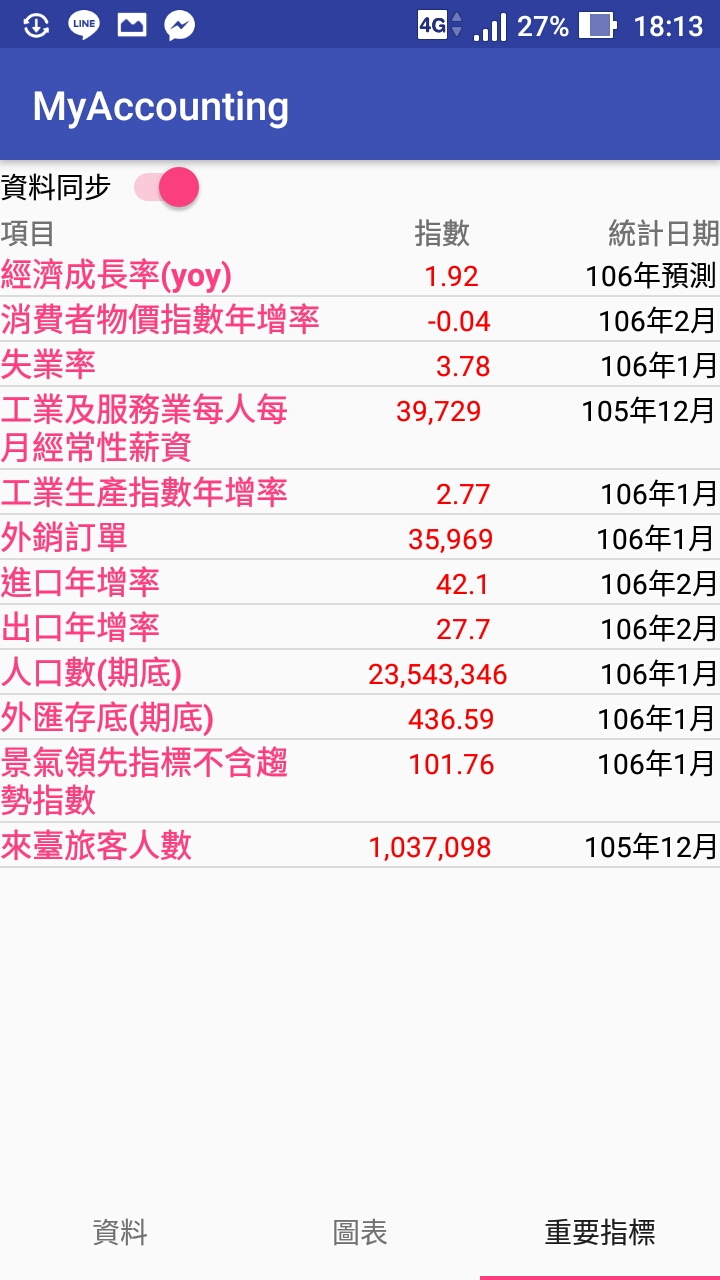 LINE 4G 27% 18:13
MyAccounting
資料同步
項目 指數 統計日期
經濟成長率(yoy) 1.92 106年預測
消費者物價指數年增率 -0.04 106年2月
失業率 3.78 106年1月
工業及服務業每人每 39,729 105年12月
月經常性薪資
工業生產指數年增率 2.77 106年1月
外銷訂單 35,969 106年1月
進口年增率 42.1 106年2月
出口年增率 27.7 106年2月
人口數(期底) 23,543,346 106年1月
外匯存底(期底) 436.59 106年1月
景氣領先指標不含趨 101.76 106年1月
勢指數
來臺旅客人數 1,037,098 105年12月
資料 圖表 重要指標